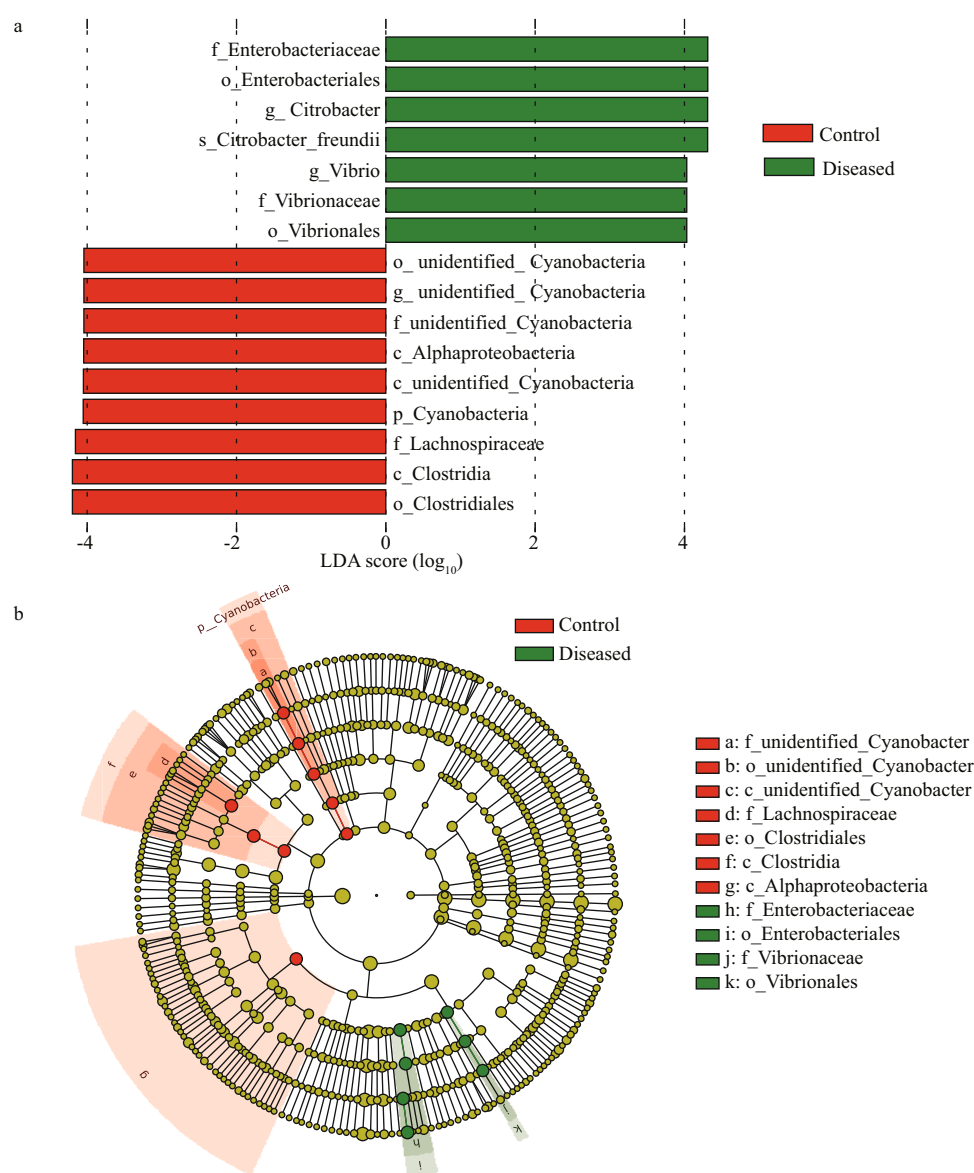 a
f_Enterobacteriaceae
o_Enterobacteriales
g_ Citrobacter
s_Citrobacter_freundii
g_Vibrio
f_Vibrionaceae
o_Vibrionales
o_ unidentified_ Cyanobacteria
g_ unidentified_ Cyanobacteria
f_unidentified_Cyanobacteria
c_Alphaproteobacteria
c_unidentified_Cyanobacteria
p_Cyanobacteria
f_Lachnospiraceae
c_Clostridia
o_Clostridiales
Control
Diseased
-4 -2 0 2 4
LDA score (log10)
b
Control
Diseased
p__Cyanobacteria
c
b
a
f
e
d
g
h
i
j
k
a: f_unidentified_Cyanobacter
b: o_unidentified_Cyanobacter
c: c_unidentified_Cyanobacter
d: f_Lachnospiraceae
e: o_Clostridiales
f: c_Clostridia
g: c_Alphaproteobacteria
h: f_Enterobacteriaceae
i: o_Enterobacteriales
j: f_Vibrionaceae
k: o_Vibrionales